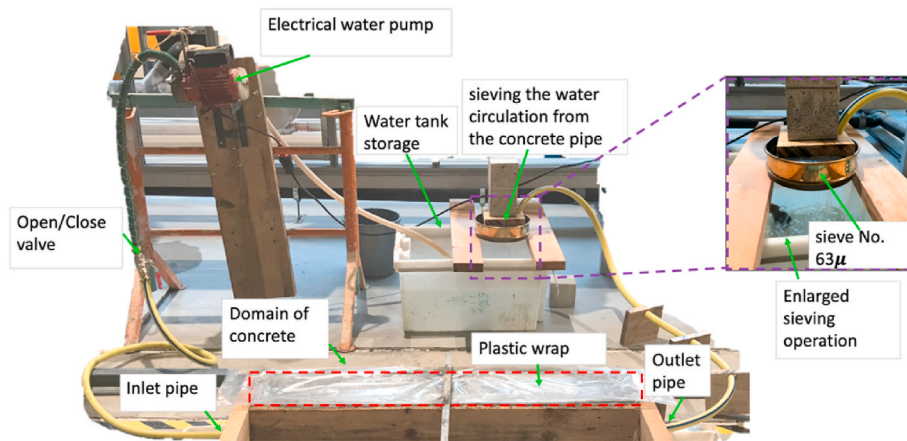 Electrical water pump
Water tank
storage
sieving the water
circulation from
the concrete pipe
Open/Close
valve
sieve No.
63µ
Enlarged
sieving
operation
Domain of
concrete
Plastic wrap
Outlet
pipe
Inlet pipe